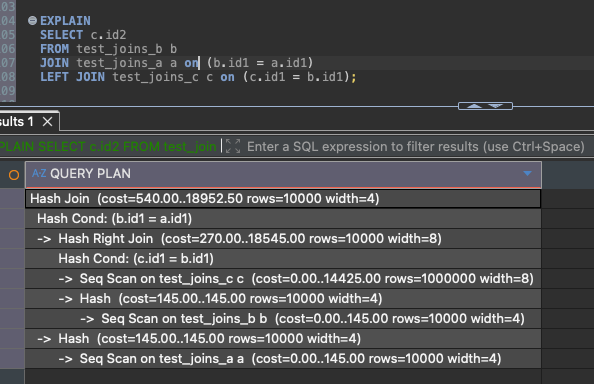 03
04 EXPLAIN
05 SELECT c.id2
06 FROM test_joins_b b
07 JOIN test_joins_a a on (b.id1 = a.id1)
08 LEFT JOIN test_joins_c c on (c.id1 = b.id1);
09
sults 1 X
PLAIN SELECT c.id2 FROM test_join Enter a SQL expression to filter results (use Ctrl+Space)
A-Z QUERY PLAN
Hash Join (cost=540.00..18952.50 rows=10000 width=4)
Hash Cond: (b.id1 = a.id1)
-> Hash Right Join (cost=270.00..18545.00 rows=10000 width=8)
Hash Cond: (c.id1 = b.id1)
-> Seq Scan on test_joins_c c (cost=0.00..14425.00 rows=1000000 width=8)
-> Hash (cost=145.00..145.00 rows=10000 width=4)
-> Seq Scan on test_joins_b b (cost=0.00..145.00 rows=10000 width=4)
-> Hash (cost=145.00..145.00 rows=10000 width=4)
-> Seq Scan on test_joins_a a (cost=0.00..145.00 rows=10000 width=4)